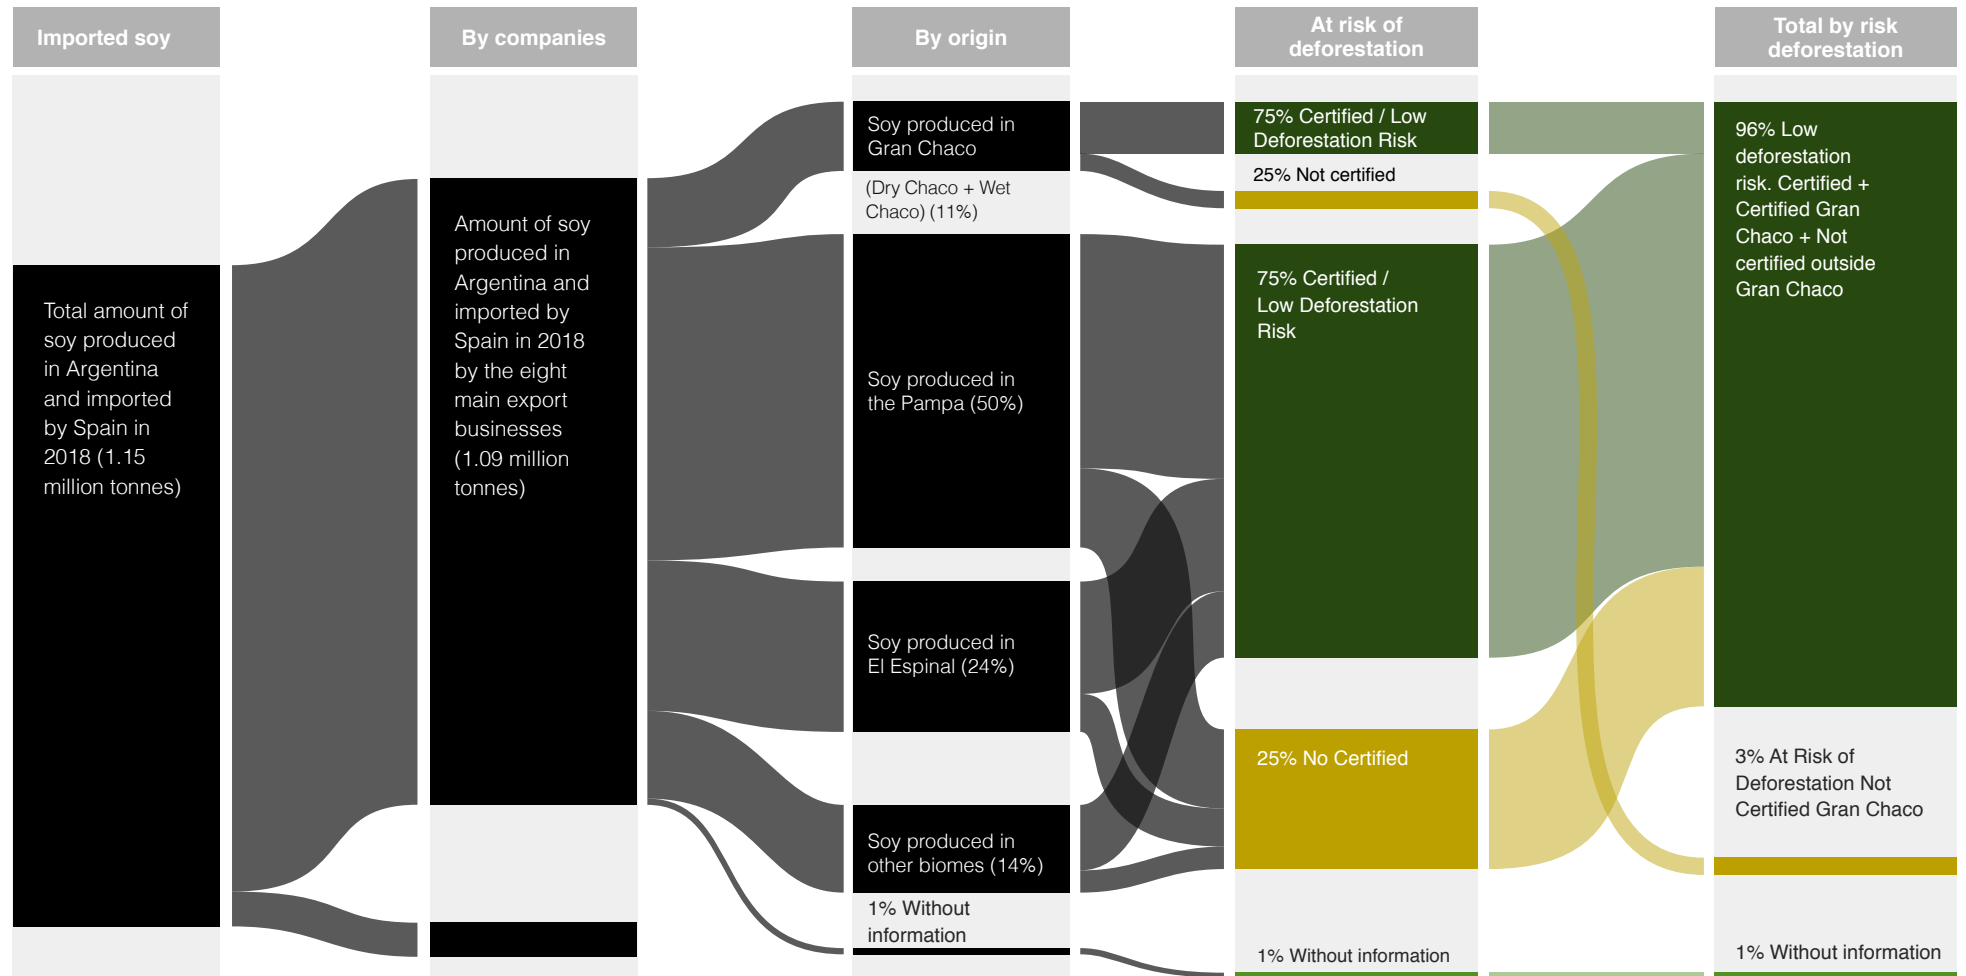 Imported soy
By companies
By origin
At risk of
deforestation
Total by risk
deforestation
Total amount of
soy produced
in Argentina
and imported
by Spain in
2018 (1.15
million tonnes)
Amount of soy
produced in
Argentina and
imported by
Spain in 2018
by the eight
main export
businesses
(1.09 million
tonnes)
Soy produced in
Gran Chaco
(Dry Chaco + Wet
Chaco) (11%)
Soy produced in
the Pampa (50%)
Soy produced in
El Espinal (24%)
Soy produced in
other biomes (14%)
1% Without
information
75% Certified / Low
Deforestation Risk
25% Not certified
75% Certified /
Low Deforestation
Risk
25% No Certified
1% Without information
96% Low
deforestation
risk. Certified +
Certified Gran
Chaco + Not
certified outside
Gran Chaco
3% At Risk of
Deforestation Not
Certified Gran Chaco
1% Without information